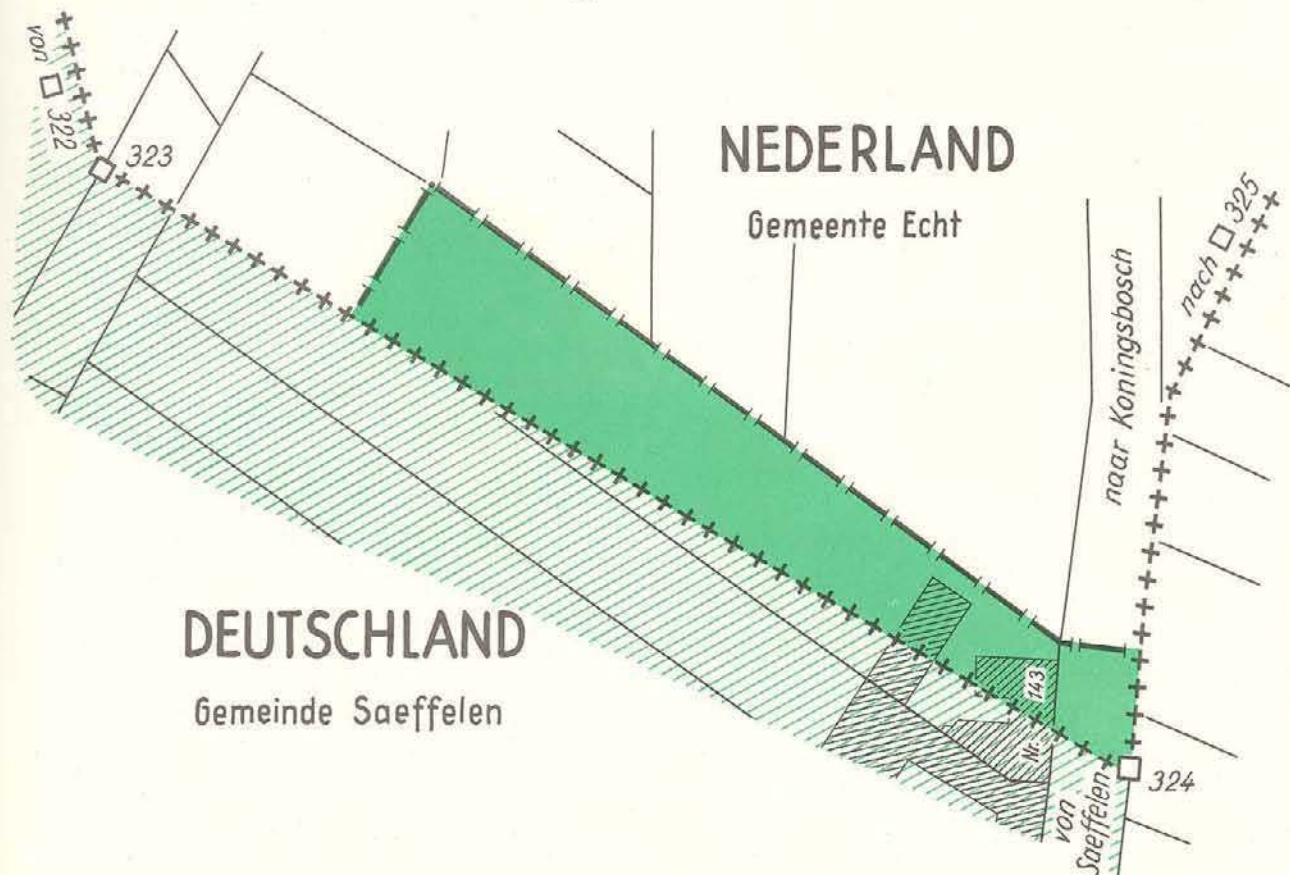 von □ 322
323
NEDERLAND
Gemeente Echt
nach □ 325
naar Koningsbosch
DEUTSCHLAND
Gemeinde Saeffelen
143
Nr.
von
Saeffelen
324